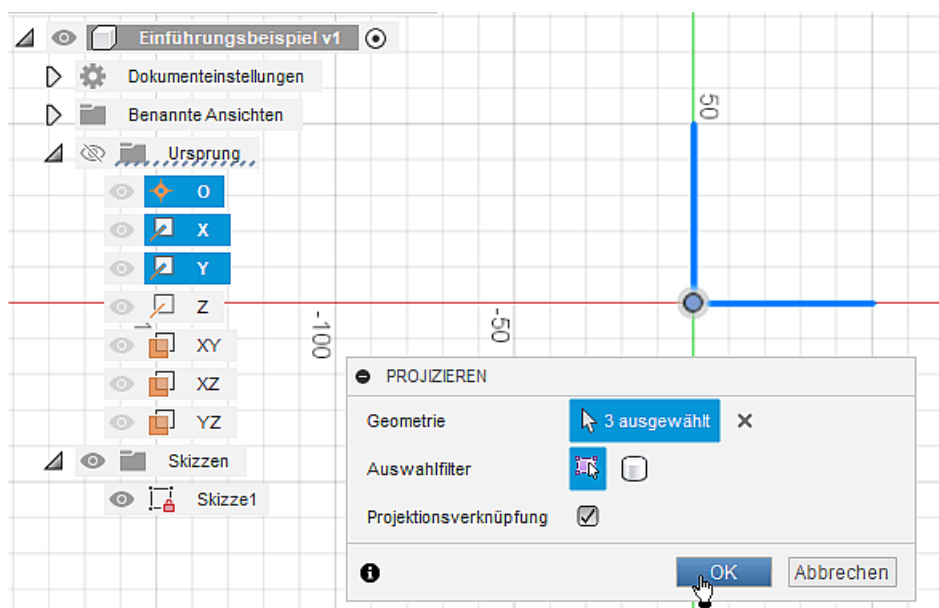 Einführungsbeispiel v1
Dokumenteinstellungen
Benannte Ansichten
Ursprung
O
X
Y
Z
XY
XZ
YZ
Skizzen
Skizze1
50
-100
-50
PROJIZIEREN
Geometrie
3 ausgewählt
Auswahlfilter
Projektionsverknüpfung
OK
Abbrechen